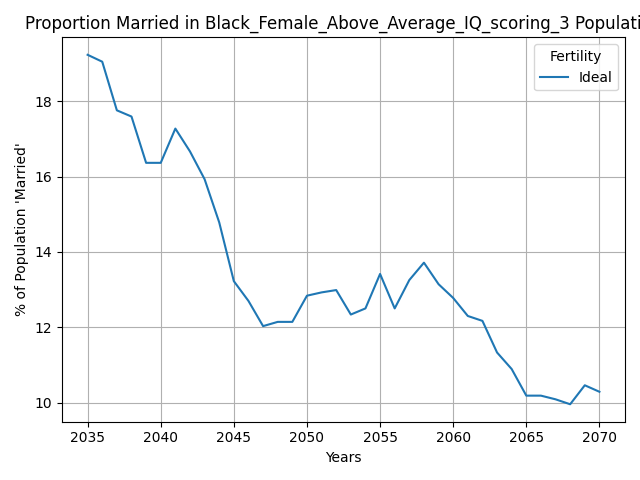 Proportion Married in Black_Female_Above_Average_IQ_scoring_3 Populati
Fertility
Ideal
% of Population 'Married'
18
16
14
12
10
2035 2040 2045 2050 2055 2060 2065 2070
Years